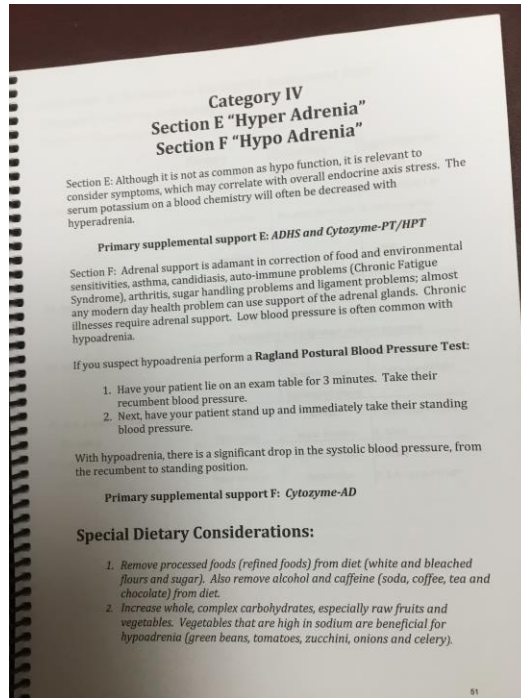 Category IV
Section E “Hyper Adrenia”
Section F “Hypo Adrenia”
Section E: Although it is not as common as hypo function, it is relevant to
consider symptoms, which may correlate with overall endocrine axis stress. The
serum potassium on a blood chemistry will often be decreased with
hyperadrenia.
Primary supplemental support E: ADHS and Cytozyme-PT/HPT
Section F: Adrenal support is adamant in correction of food and environmental
sensitivities, asthma, candidiasis, auto-immune problems (Chronic Fatigue
Syndrome), arthritis, sugar handling problems and ligament problems; almost
any modern day health problem can use support of the adrenal glands. Chronic
illnesses require adrenal support. Low blood pressure is often common with
hypoadrenia.
If you suspect hypoadrenia perform a Ragland Postural Blood Pressure Test:
1. Have your patient lie on an exam table for 3 minutes. Take their
recumbent blood pressure.
2. Next, have your patient stand up and immediately take their standing
blood pressure.
With hypoadrenia, there is a significant drop in the systolic blood pressure, from
the recumbent to standing position.
Primary supplemental support F: Cytozyme-AD
Special Dietary Considerations:
1. Remove processed foods (refined foods) from diet (white and bleached
flours and sugar). Also remove alcohol and caffeine (soda, coffee, tea and
chocolate) from diet.
2. Increase whole, complex carbohydrates, especially raw fruits and
vegetables. Vegetables that are high in sodium are beneficial for
hypoadrenia (green beans, tomatoes, zucchini, onions and celery).
51